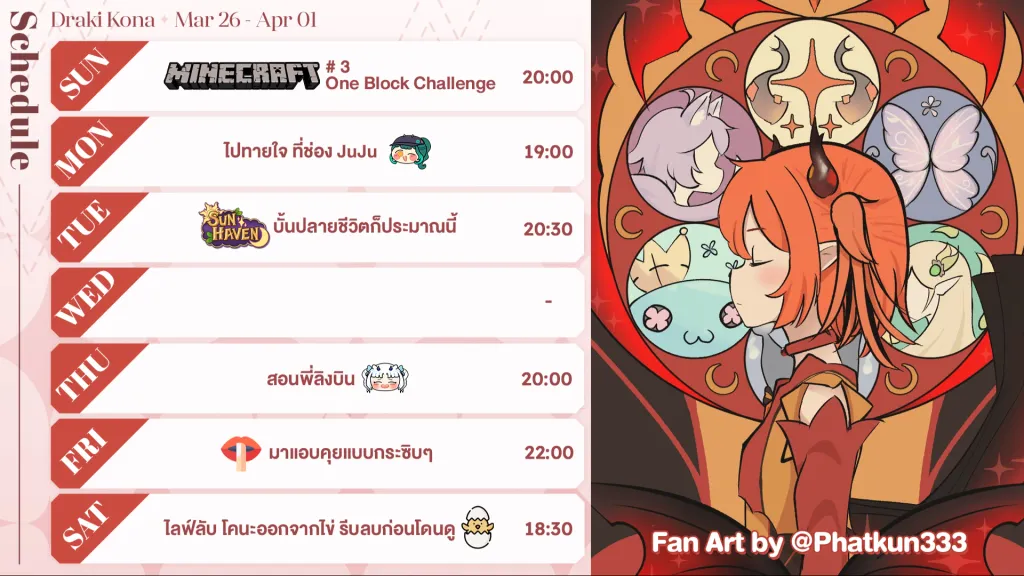 Schedule
Draki Kona ✦ Mar 26 - Apr 01
SUN
MINECRAFT # 3
One Block Challenge
20:00
MON
ไปทายใจ ที่ช่อง JuJu
19:00
TUE
SUN HAVEN บั้นปลายชีวิตก็ประมาณนี้
20:30
WED
-
THU
สอนพี่ลิงบิน
20:00
FRI
มาแอบคุยแบบกระซิบๆ
22:00
SAT
ไลฟ์ลับ โคนะออกจากไข่ รีบลบก่อนโดนดู
18:30
Fan Art by @Phatkun333